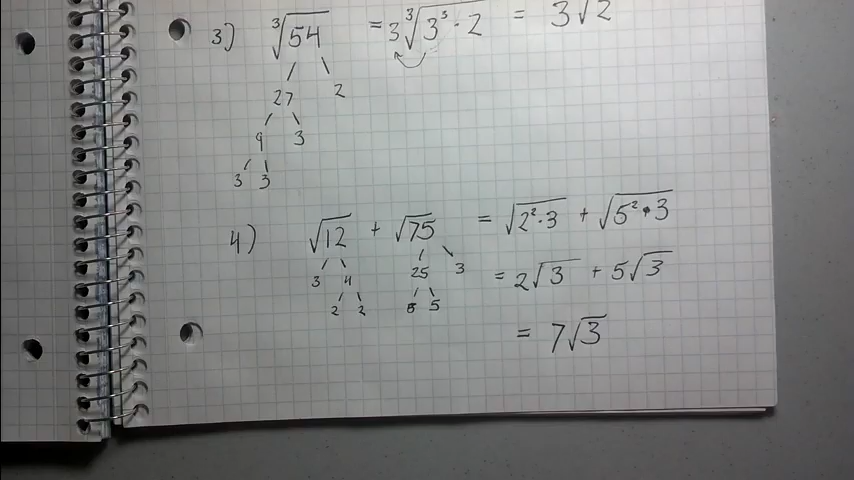 3) ∛54 = 3∛3³·2 = 3√2
27 2
9 3
3 3
4) √12 + √75 = √2²·3 + √5²·3
3 4 25 3 = 2√3 + 5√3
2 2 5 5
= 7√3